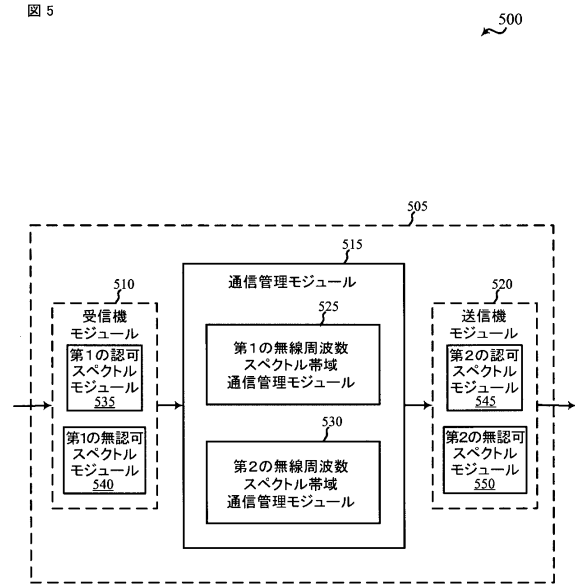 図 5
500
505
515
通信管理モジュール
510
受信機
モジュール
第1の認可
スペクトル
モジュール
535
第1の無認可
スペクトル
モジュール
540
525
第1の無線周波数
スペクトル帯域
通信管理モジュール
530
第2の無線周波数
スペクトル帯域
通信管理モジュール
520
送信機
モジュール
第2の認可
スペクトル
モジュール
545
第2の無認可
スペクトル
モジュール
550